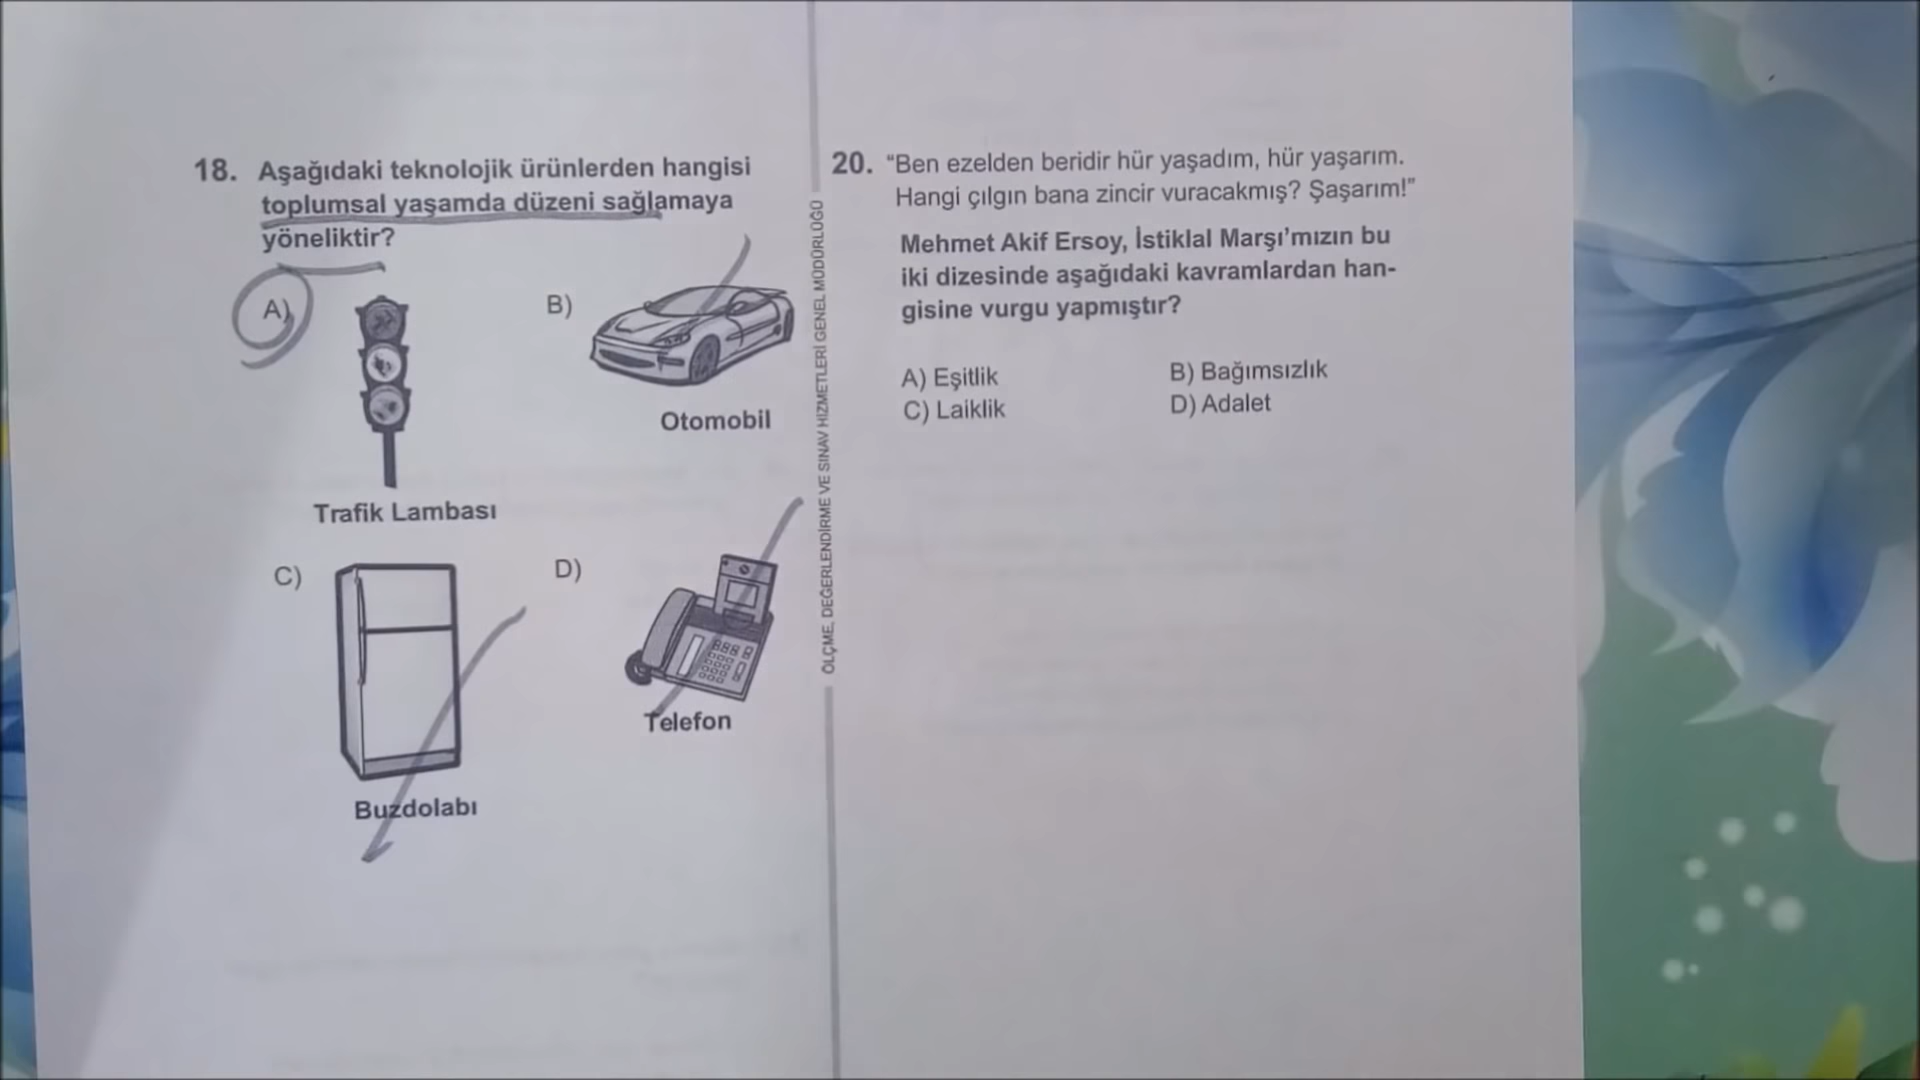 18. Aşağıdaki teknolojik ürünlerden hangisi
toplumsal yaşamda düzeni sağlamaya
yöneliktir?
A)
Trafik Lambası
B)
Otomobil
C)
Buzdolabı
D)
Telefon
ÖLÇME, DEĞERLENDİRME VE SINAV HİZMETLERİ GENEL MÜDÜRLÜĞÜ
20. “Ben ezelden beridir hür yaşadım, hür yaşarım.
Hangi çılgın bana zincir vuracakmış? Şaşarım!”
Mehmet Akif Ersoy, İstiklal Marşı’mızın bu
iki dizesinde aşağıdaki kavramlardan han-
gisine vurgu yapmıştır?
A) Eşitlik B) Bağımsızlık
C) Laiklik D) Adalet